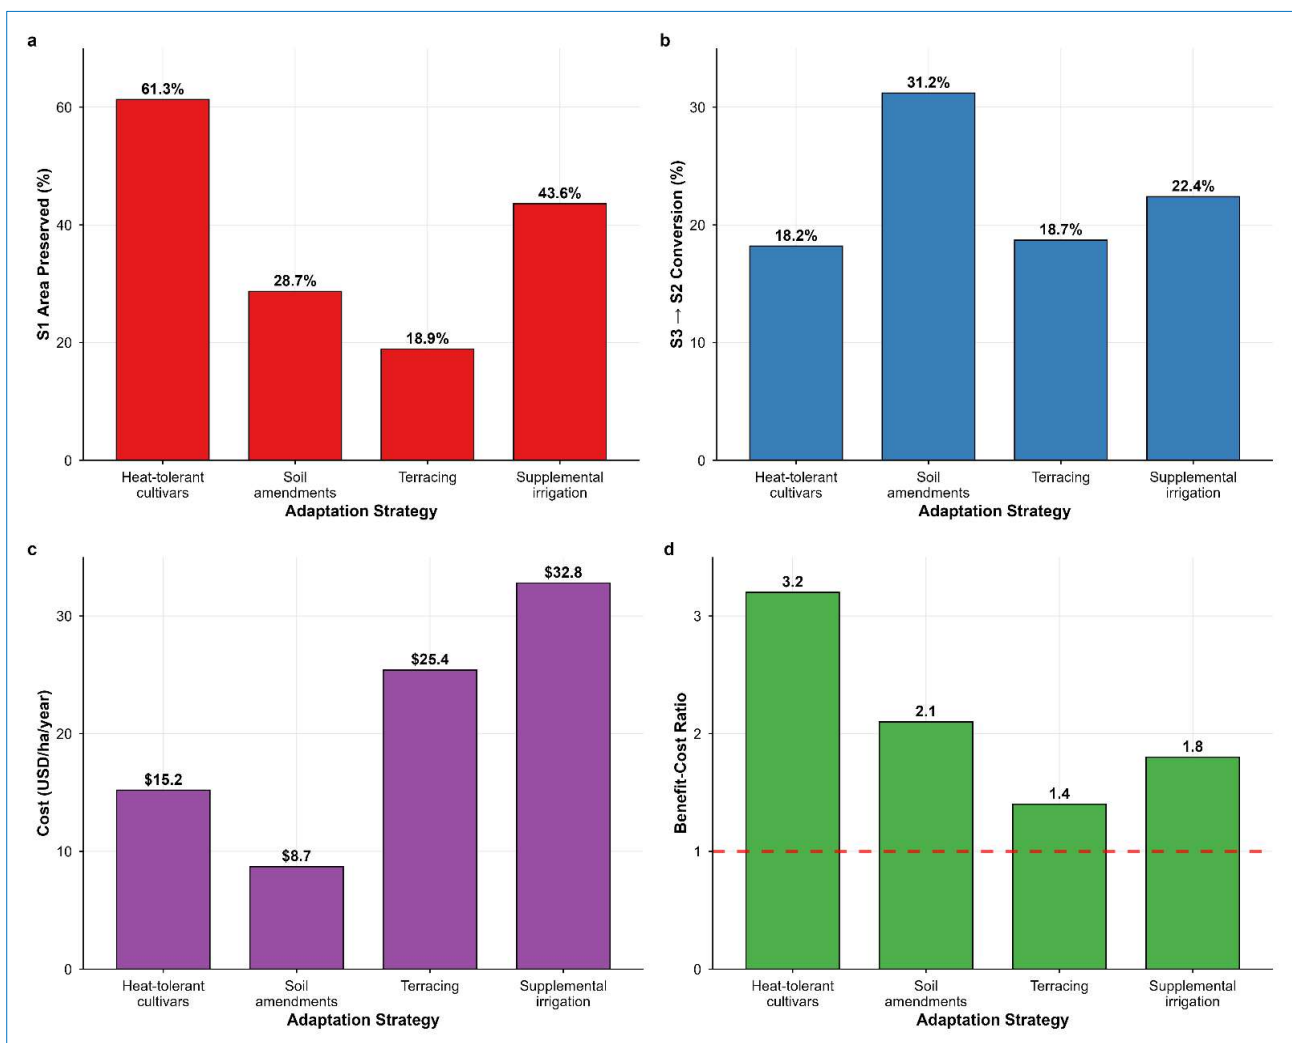 a
61.3%
28.7%
18.9%
43.6%
60
40
20
0
S1 Area Preserved (%)
Heat-tolerant
cultivars
Soil
amendments
Terracing
Supplemental
irrigation
Adaptation Strategy
b
18.2%
31.2%
18.7%
22.4%
30
20
10
0
S3 → S2 Conversion (%)
Heat-tolerant
cultivars
Soil
amendments
Terracing
Supplemental
irrigation
Adaptation Strategy
c
$15.2
$8.7
$25.4
$32.8
30
20
10
0
Cost (USD/ha/year)
Heat-tolerant
cultivars
Soil
amendments
Terracing
Supplemental
irrigation
Adaptation Strategy
d
3.2
2.1
1.4
1.8
3
2
1
0
Benefit-Cost Ratio
Heat-tolerant
cultivars
Soil
amendments
Terracing
Supplemental
irrigation
Adaptation Strategy